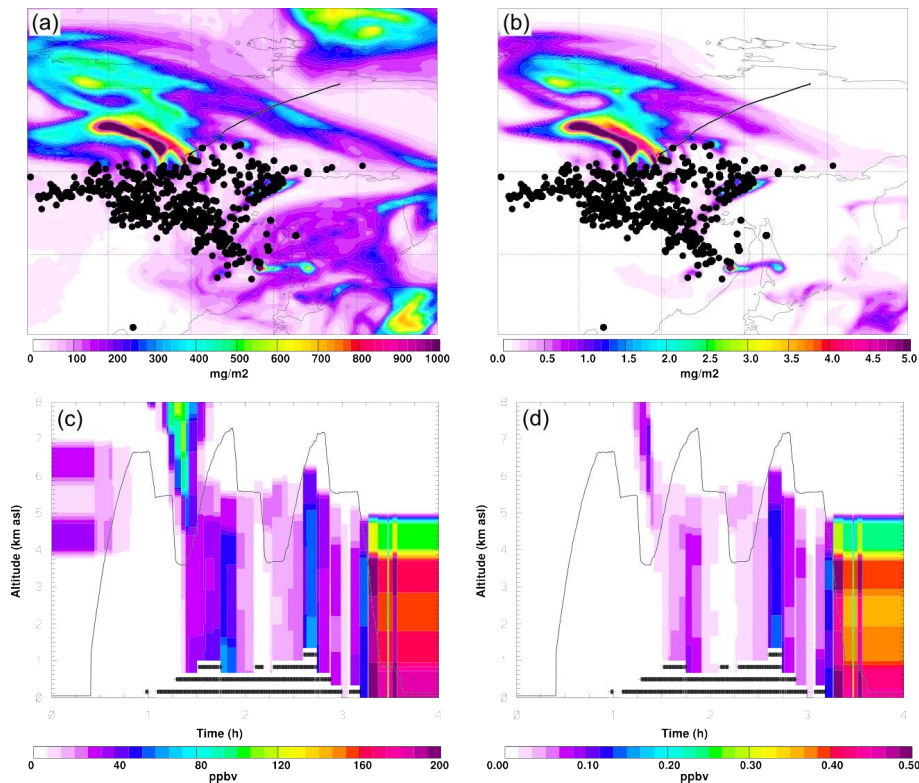 (a)
(b)
0 100 200 300 400 500 600 700 800 900 1000
mg/m2
0.0 0.5 1.0 1.5 2.0 2.5 3.0 3.5 4.0 4.5 5.0
mg/m2
(c)
8
7
6
5
4
3
2
1
0
Altitude (km asl)
0 1 2 3 4
Time (h)
0 40 80 120 160 200
ppbv
(d)
8
7
6
5
4
3
2
1
0
Altitude (km asl)
0 1 2 3 4
Time (h)
0.00 0.10 0.20 0.30 0.40 0.50
ppbv